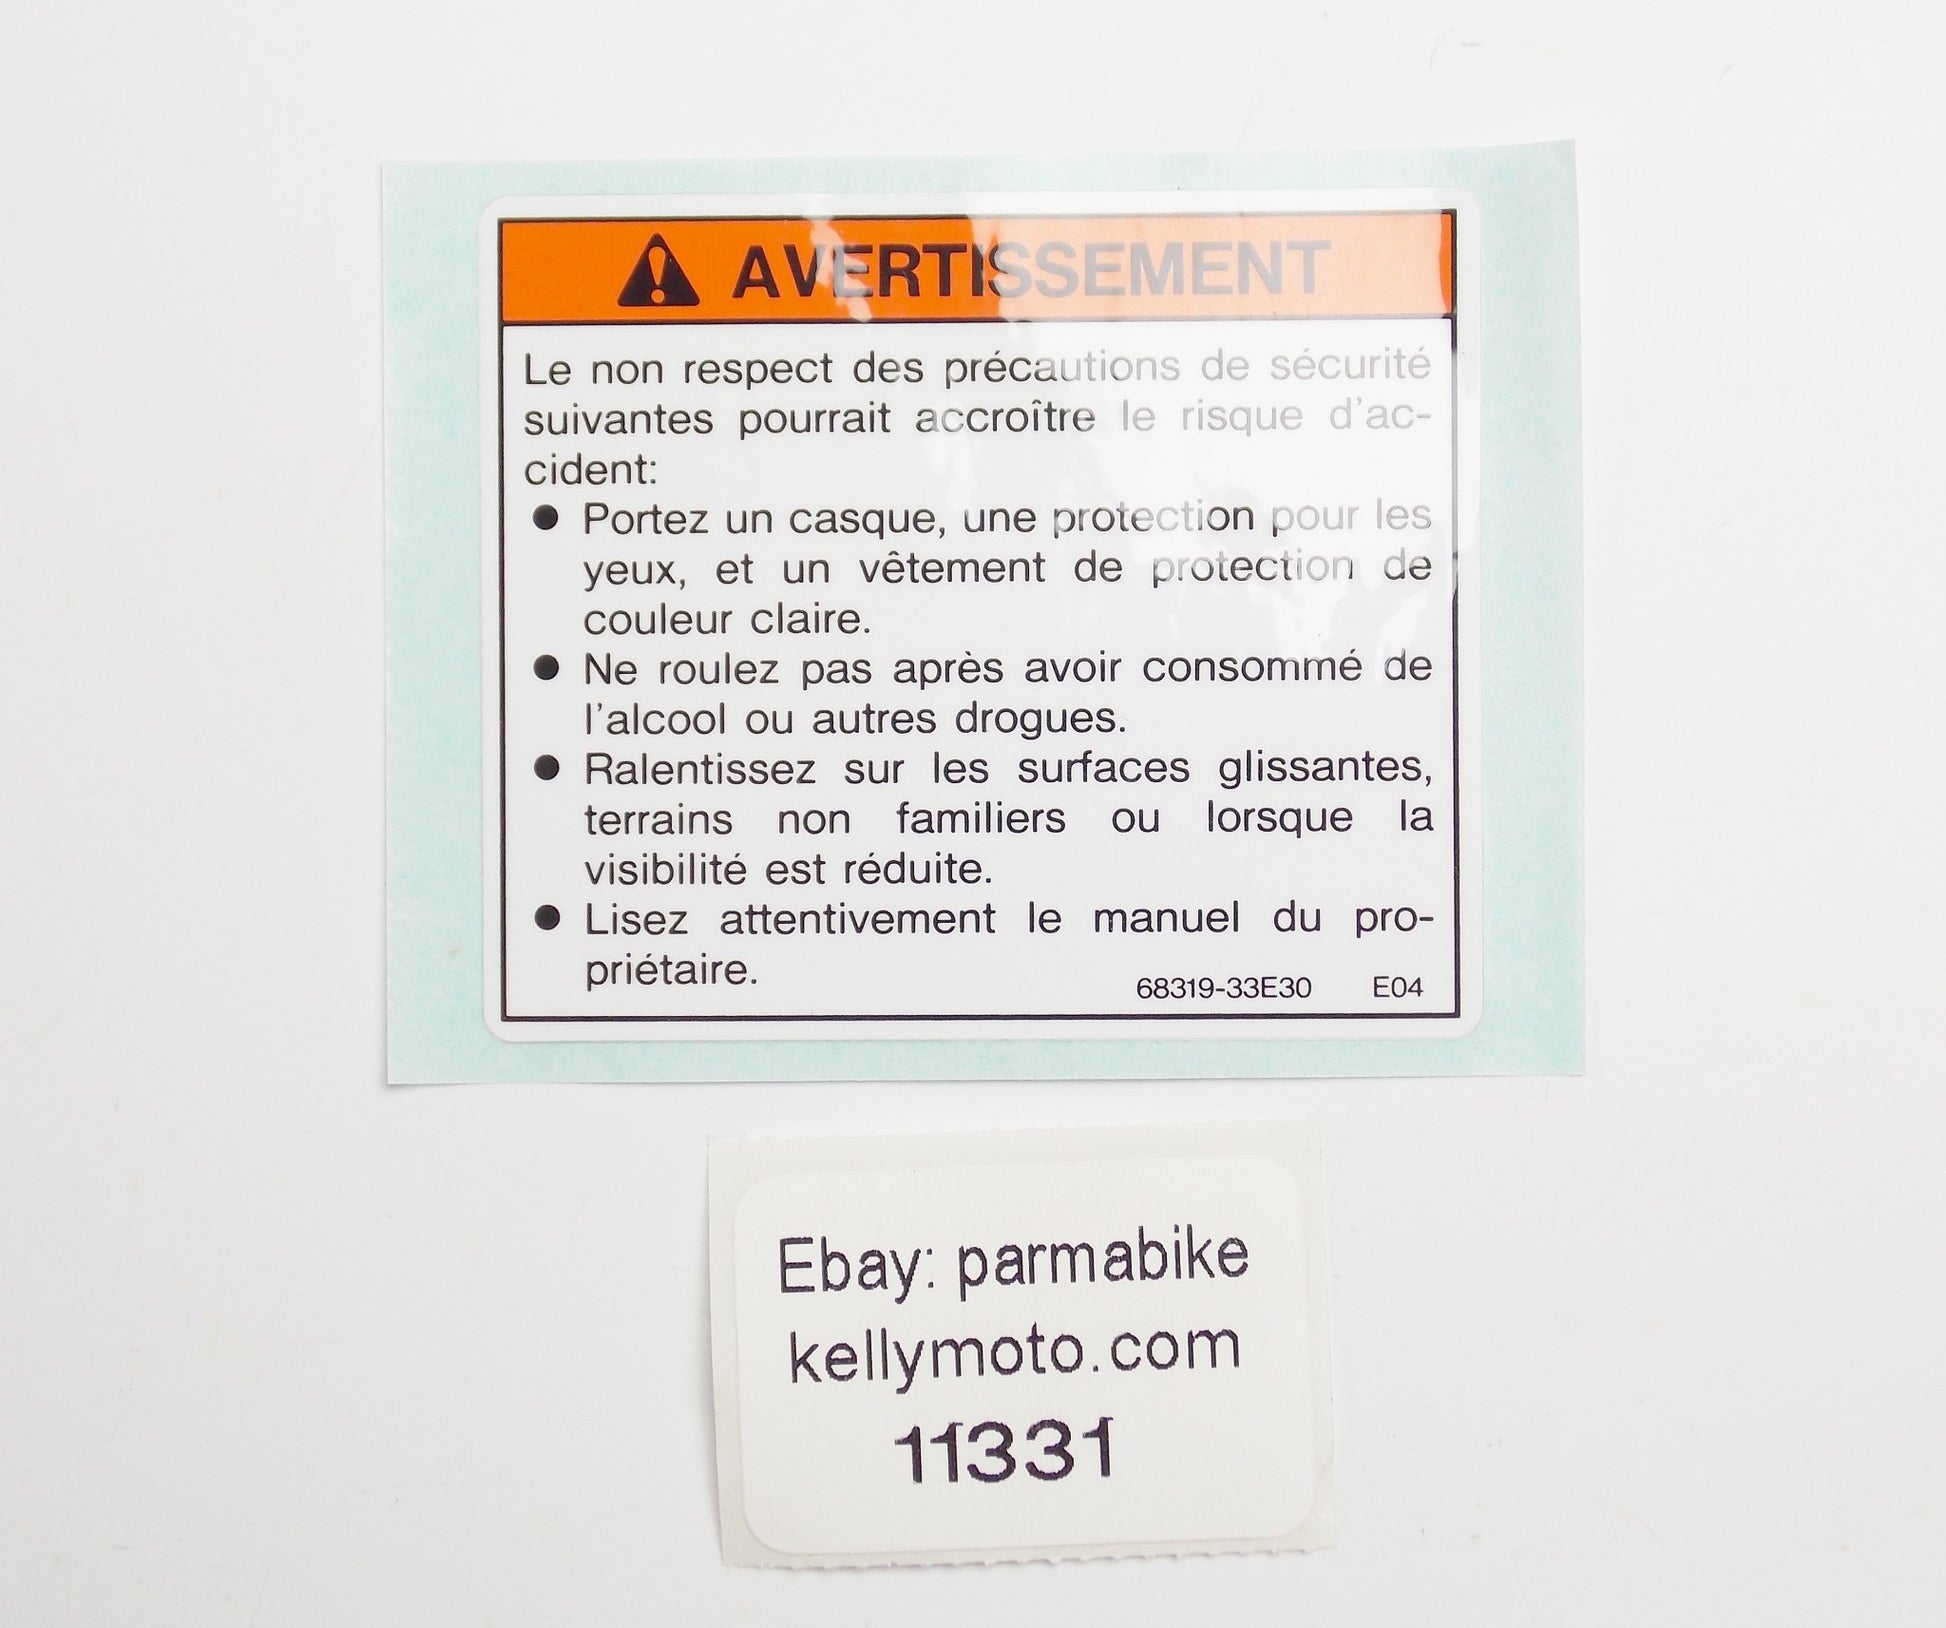 AVERTISSEMENT
Le non respect des précautions de sécurité
suivantes pourrait accroître le risque d'ac-
cident:
● Portez un casque, une protection pour les
yeux, et un vêtement de protection de
couleur claire.
● Ne roulez pas après avoir consommé de
l'alcool ou autres drogues.
● Ralentissez sur les surfaces glissantes,
terrains non familiers ou lorsque la
visibilité est réduite.
● Lisez attentivement le manuel du pro-
priétaire.
68319-33E30 E04
Ebay: parmabike
kellymoto.com
11331